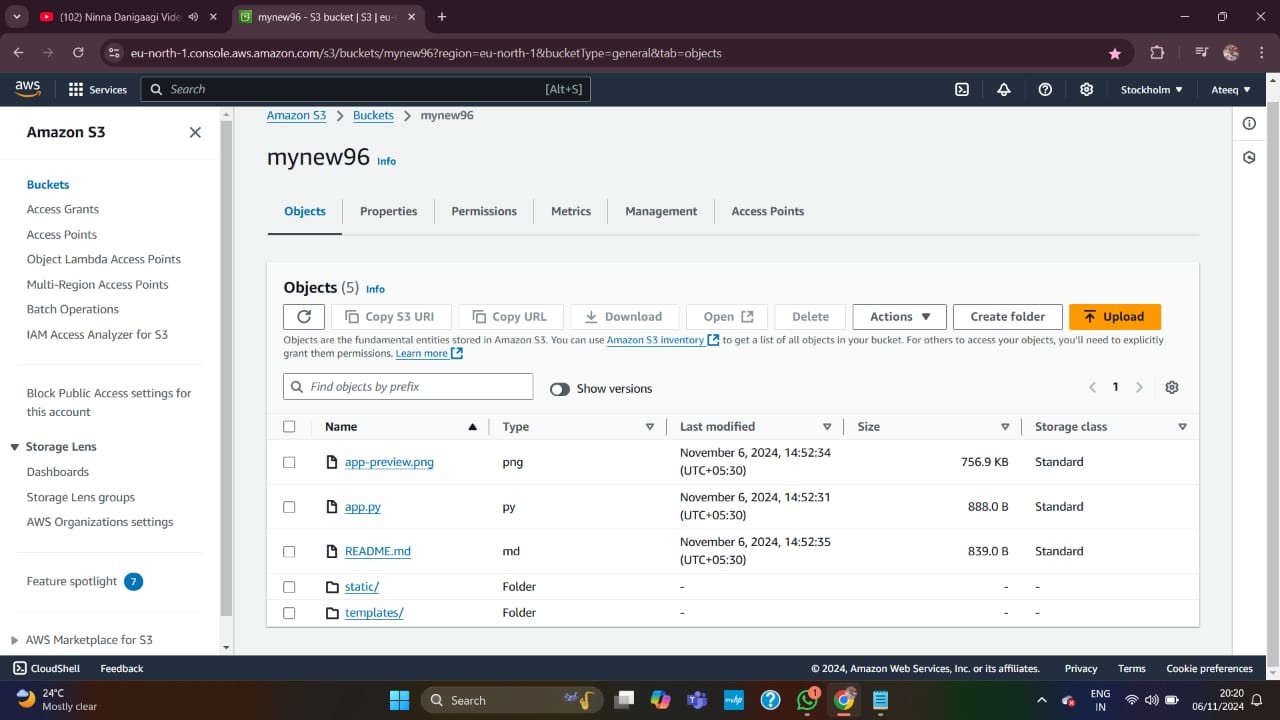 (102) Ninna Danigaagi Vide
mynew96 - S3 bucket | S3 | eu-
eu-north-1.console.aws.amazon.com/s3/buckets/mynew96?region=eu-north-1&bucketType=general&tab=objects
aws
Services
Search
[Alt+S]
Stockholm
Ateeq
Amazon S3
Buckets
Access Grants
Access Points
Object Lambda Access Points
Multi-Region Access Points
Batch Operations
IAM Access Analyzer for S3
Block Public Access settings for
this account
Storage Lens
Dashboards
Storage Lens groups
AWS Organizations settings
Feature spotlight 7
AWS Marketplace for S3
Amazon S3 > Buckets > mynew96
mynew96 Info
Objects Properties Permissions Metrics Management Access Points
Objects (5) Info
Copy S3 URI Copy URL Download Open Delete Actions Create folder Upload
Objects are the fundamental entities stored in Amazon S3. You can use Amazon S3 inventory to get a list of all objects in your bucket. For others to access your objects, you'll need to explicitly
grant them permissions. Learn more
Find objects by prefix
Show versions
1
Name Type Last modified Size Storage class
app-preview.png png November 6, 2024, 14:52:34 (UTC+05:30) 756.9 KB Standard
app.py py November 6, 2024, 14:52:31 (UTC+05:30) 888.0 B Standard
README.md md November 6, 2024, 14:52:35 (UTC+05:30) 839.0 B Standard
static/ Folder - - -
templates/ Folder - - -
CloudShell Feedback © 2024, Amazon Web Services, Inc. or its affiliates. Privacy Terms Cookie preferences
24°C
Mostly clear
Search
1
ENG
IN
20:20
06/11/2024